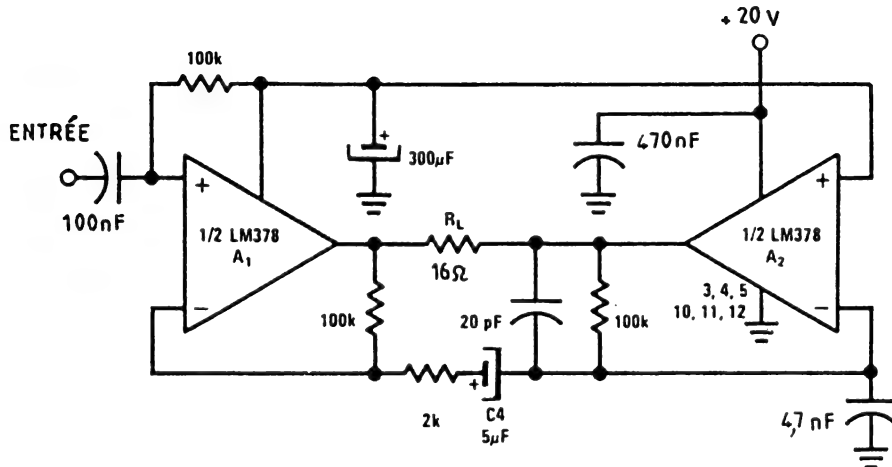 + 20 V
100k
ENTRÉE
+
300µF
470nF
+
+
100nF
1/2 LM378
A₁
R_L
16Ω
1/2 LM378
A₂
−
3, 4, 5
10, 11, 12
−
100k
20 pF
100k
+
2k
C4
5µF
4,7 nF